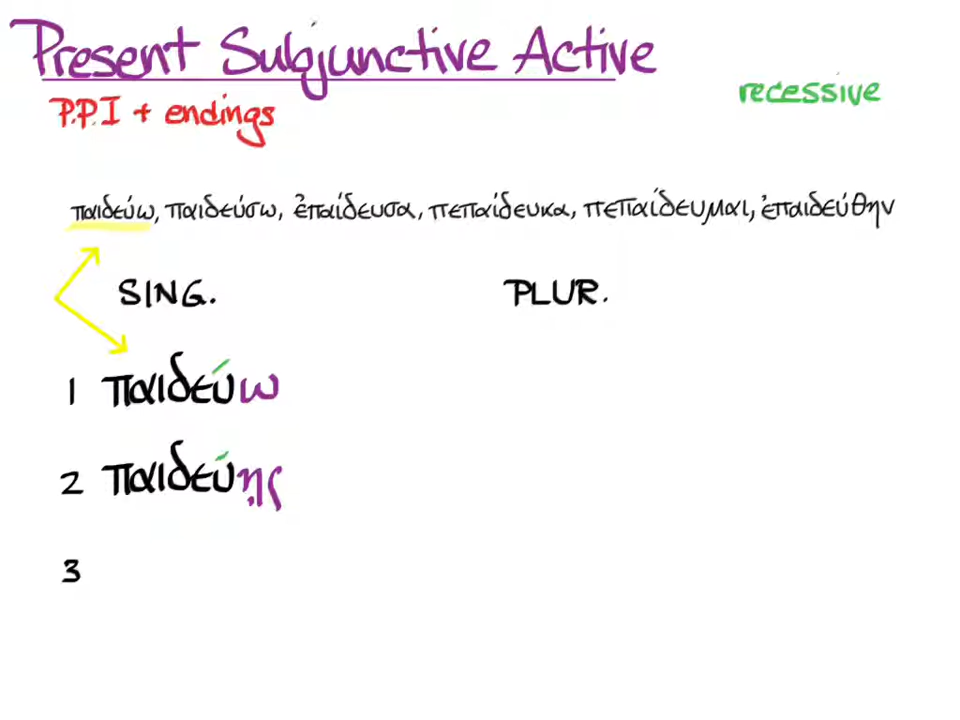 Present Subjunctive Active
P.P.I + endings
recessive
παιδεύω, παιδεύσω, ἐπαίδευσα, πεπαίδευκα, πεπαίδευμαι, ἐπαιδεύθην
SING. PLUR.
1 παιδεύω
2 παιδεύῃς
3